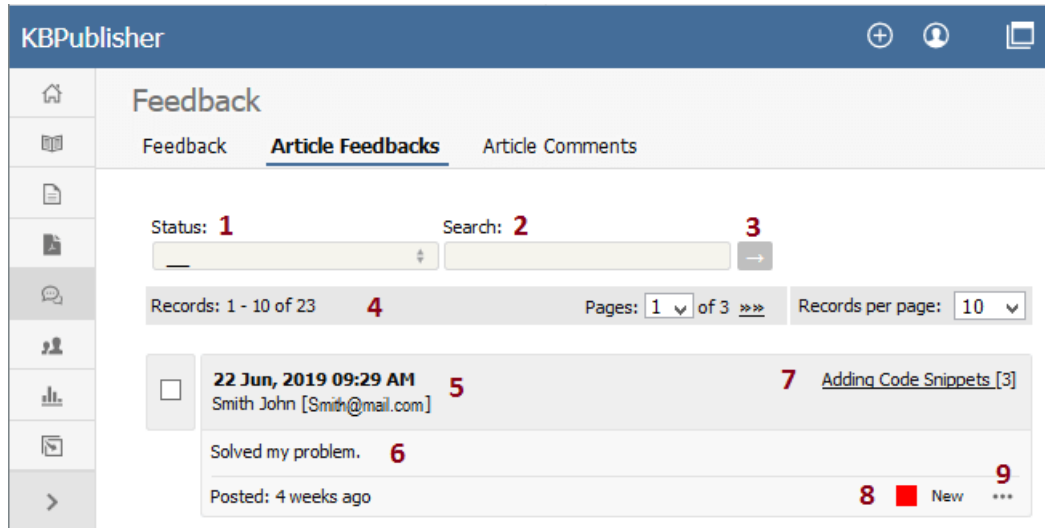 KBPublisher
Feedback
Feedback Article Feedbacks Article Comments
Status: 1 Search: 2 3
__ →
Records: 1 - 10 of 23 4 Pages: 1 of 3 »» Records per page: 10
22 Jun, 2019 09:29 AM 5 7 Adding Code Snippets [3]
Smith John [Smith@mail.com]
Solved my problem. 6
9
Posted: 4 weeks ago 8 New ...